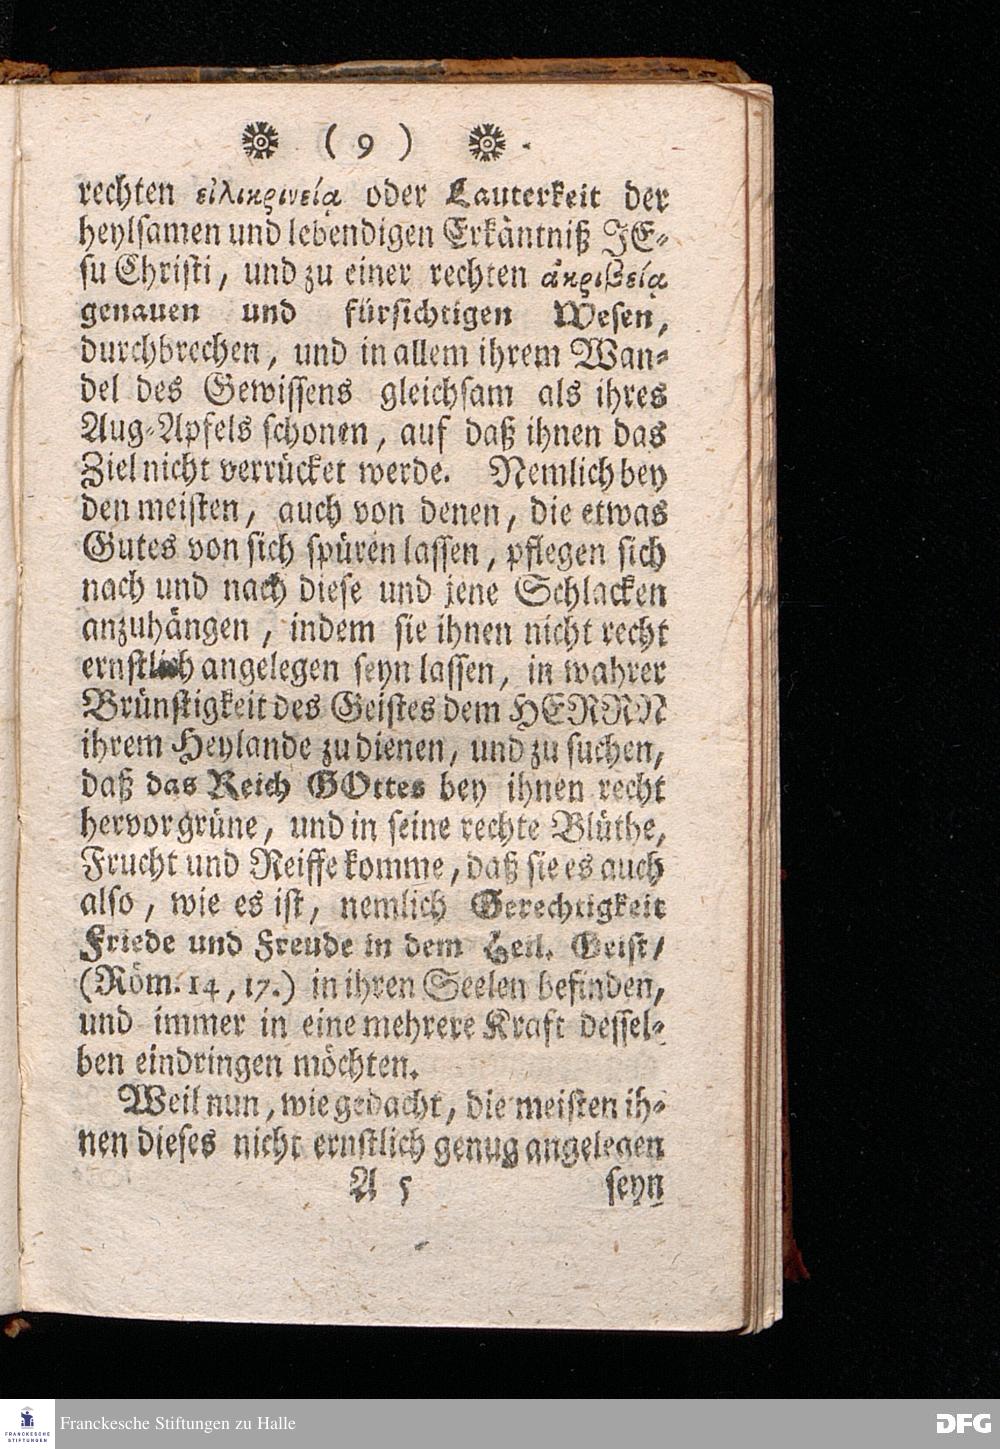 ( 9 )
rechten εἰλικρινείᾳ oder Lauterkeit der
heylsamen und lebendigen Erkäntniß JE-
su Christi, und zu einer rechten ἀκριβείᾳ
genauen und fürsichtigen Wesen,
durchbrechen, und in allem ihrem Wan-
del des Gewissens gleichsam als ihres
Aug-Apfels schonen, auf daß ihnen das
Ziel nicht verrücket werde. Nemlich bey
den meisten, auch von denen, die etwas
Gutes von sich spüren lassen, pflegen sich
nach und nach diese und jene Schlacken
anzuhängen, indem sie ihnen nicht recht
ernstlich angelegen seyn lassen, in wahrer
Brünstigkeit des Geistes dem HERRN
ihrem Heylande zu dienen, und zu suchen,
daß das Reich GOttes bey ihnen recht
hervorgrüne, und in seine rechte Blüthe,
Frucht und Reiffe komme, daß sie es auch
also, wie es ist, nemlich Gerechtigkeit
Friede und Freude in dem Heil. Geist/
(Röm. 14, 17.) in ihren Seelen befinden,
und immer in eine mehrere Kraft dessel-
ben eindringen möchten.
Weil nun, wie gedacht, die meisten ih-
nen dieses nicht ernstlich genug angelegen
A 5 seyn
FRANCKESCHE
STIFTUNGEN
Franckesche Stiftungen zu Halle
DFG